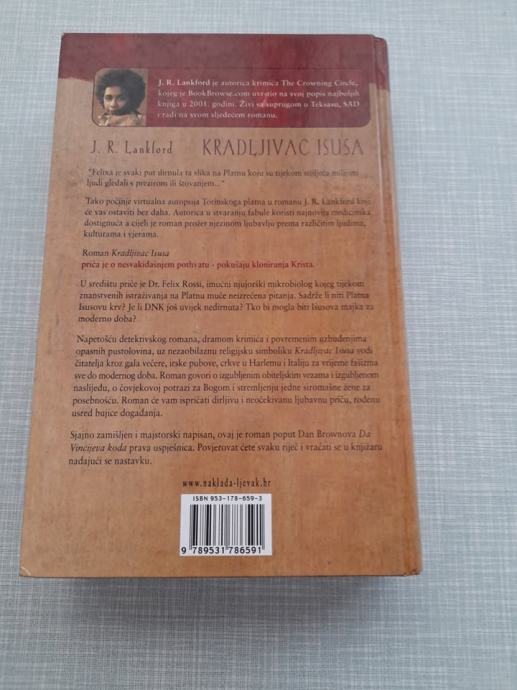 J. R. Lankford je autorica krimića The Crowning Circle,
kojeg je BookBrowse.com uvrstio na svoj popis najboljih
knjiga u 2001. godini. Živi sa suprugom u Teksasu, SAD
i radi na svom sljedećem romanu.
J. R. Lankford KRADLJIVAC ISUSA
"Felixa je svaki put dirnula ta slika na Platnu koju su tijekom stoljeća milijuni
ljudi gledali s prezirom ili štovanjem..."
Tako počinje virtualna autopsija Torinskoga platna u romanu J. R. Lankford koji
će vas ostaviti bez daha. Autorica u stvaranju fabule koristi najnovija medicinska
dostignuća a cijeli je roman prožet njezinom ljubavlju prema različitim ljudima,
kulturama i vjerama.
Roman Kradljivac Isusa
priča je o nesvakidašnjem pothvatu - pokušaju kloniranja Krista.
U središtu priče je Dr. Felix Rossi, imućni njujorški mikrobiolog kojeg tijekom
znanstvenih istraživanja na Platnu muče neizrečena pitanja. Sadrže li niti Platna
Isusovu krv? Je li DNK još uvijek nedirnuta? Tko bi mogla biti Isusova majka za
moderno doba?
Napetošću detektivskog romana, dramom krimića i povremenim uzbuđenjima
opasnih pustolovina, uz nezaobilaznu religijsku simboliku Kradljivac Isusa vodi
čitatelja kroz gala večere, irske pubove, crkve u Harlemu i Italiju za vrijeme fašizma
sve do modernog doba. Roman govori o izgubljenim obiteljskim vezama i izgubljenom
naslijeđu, o čovjekovoj potrazi za Bogom i stremljenju jedne siromašne žene za
posebnošću. Roman će vam ispričati dirljivu i neočekivanu ljubavnu priču, rođenu
usred bujice događanja.
Sjajno zamišljen i majstorski napisan, ovaj je roman poput Dan Brownova Da
Vincijeva koda prava uspješnica. Povjerovat ćete svaku riječ i vraćati se u knjižaru
nadajući se nastavku.
www.naklada-ljevak.hr
ISBN 953-178-659-3
9 789531 786591